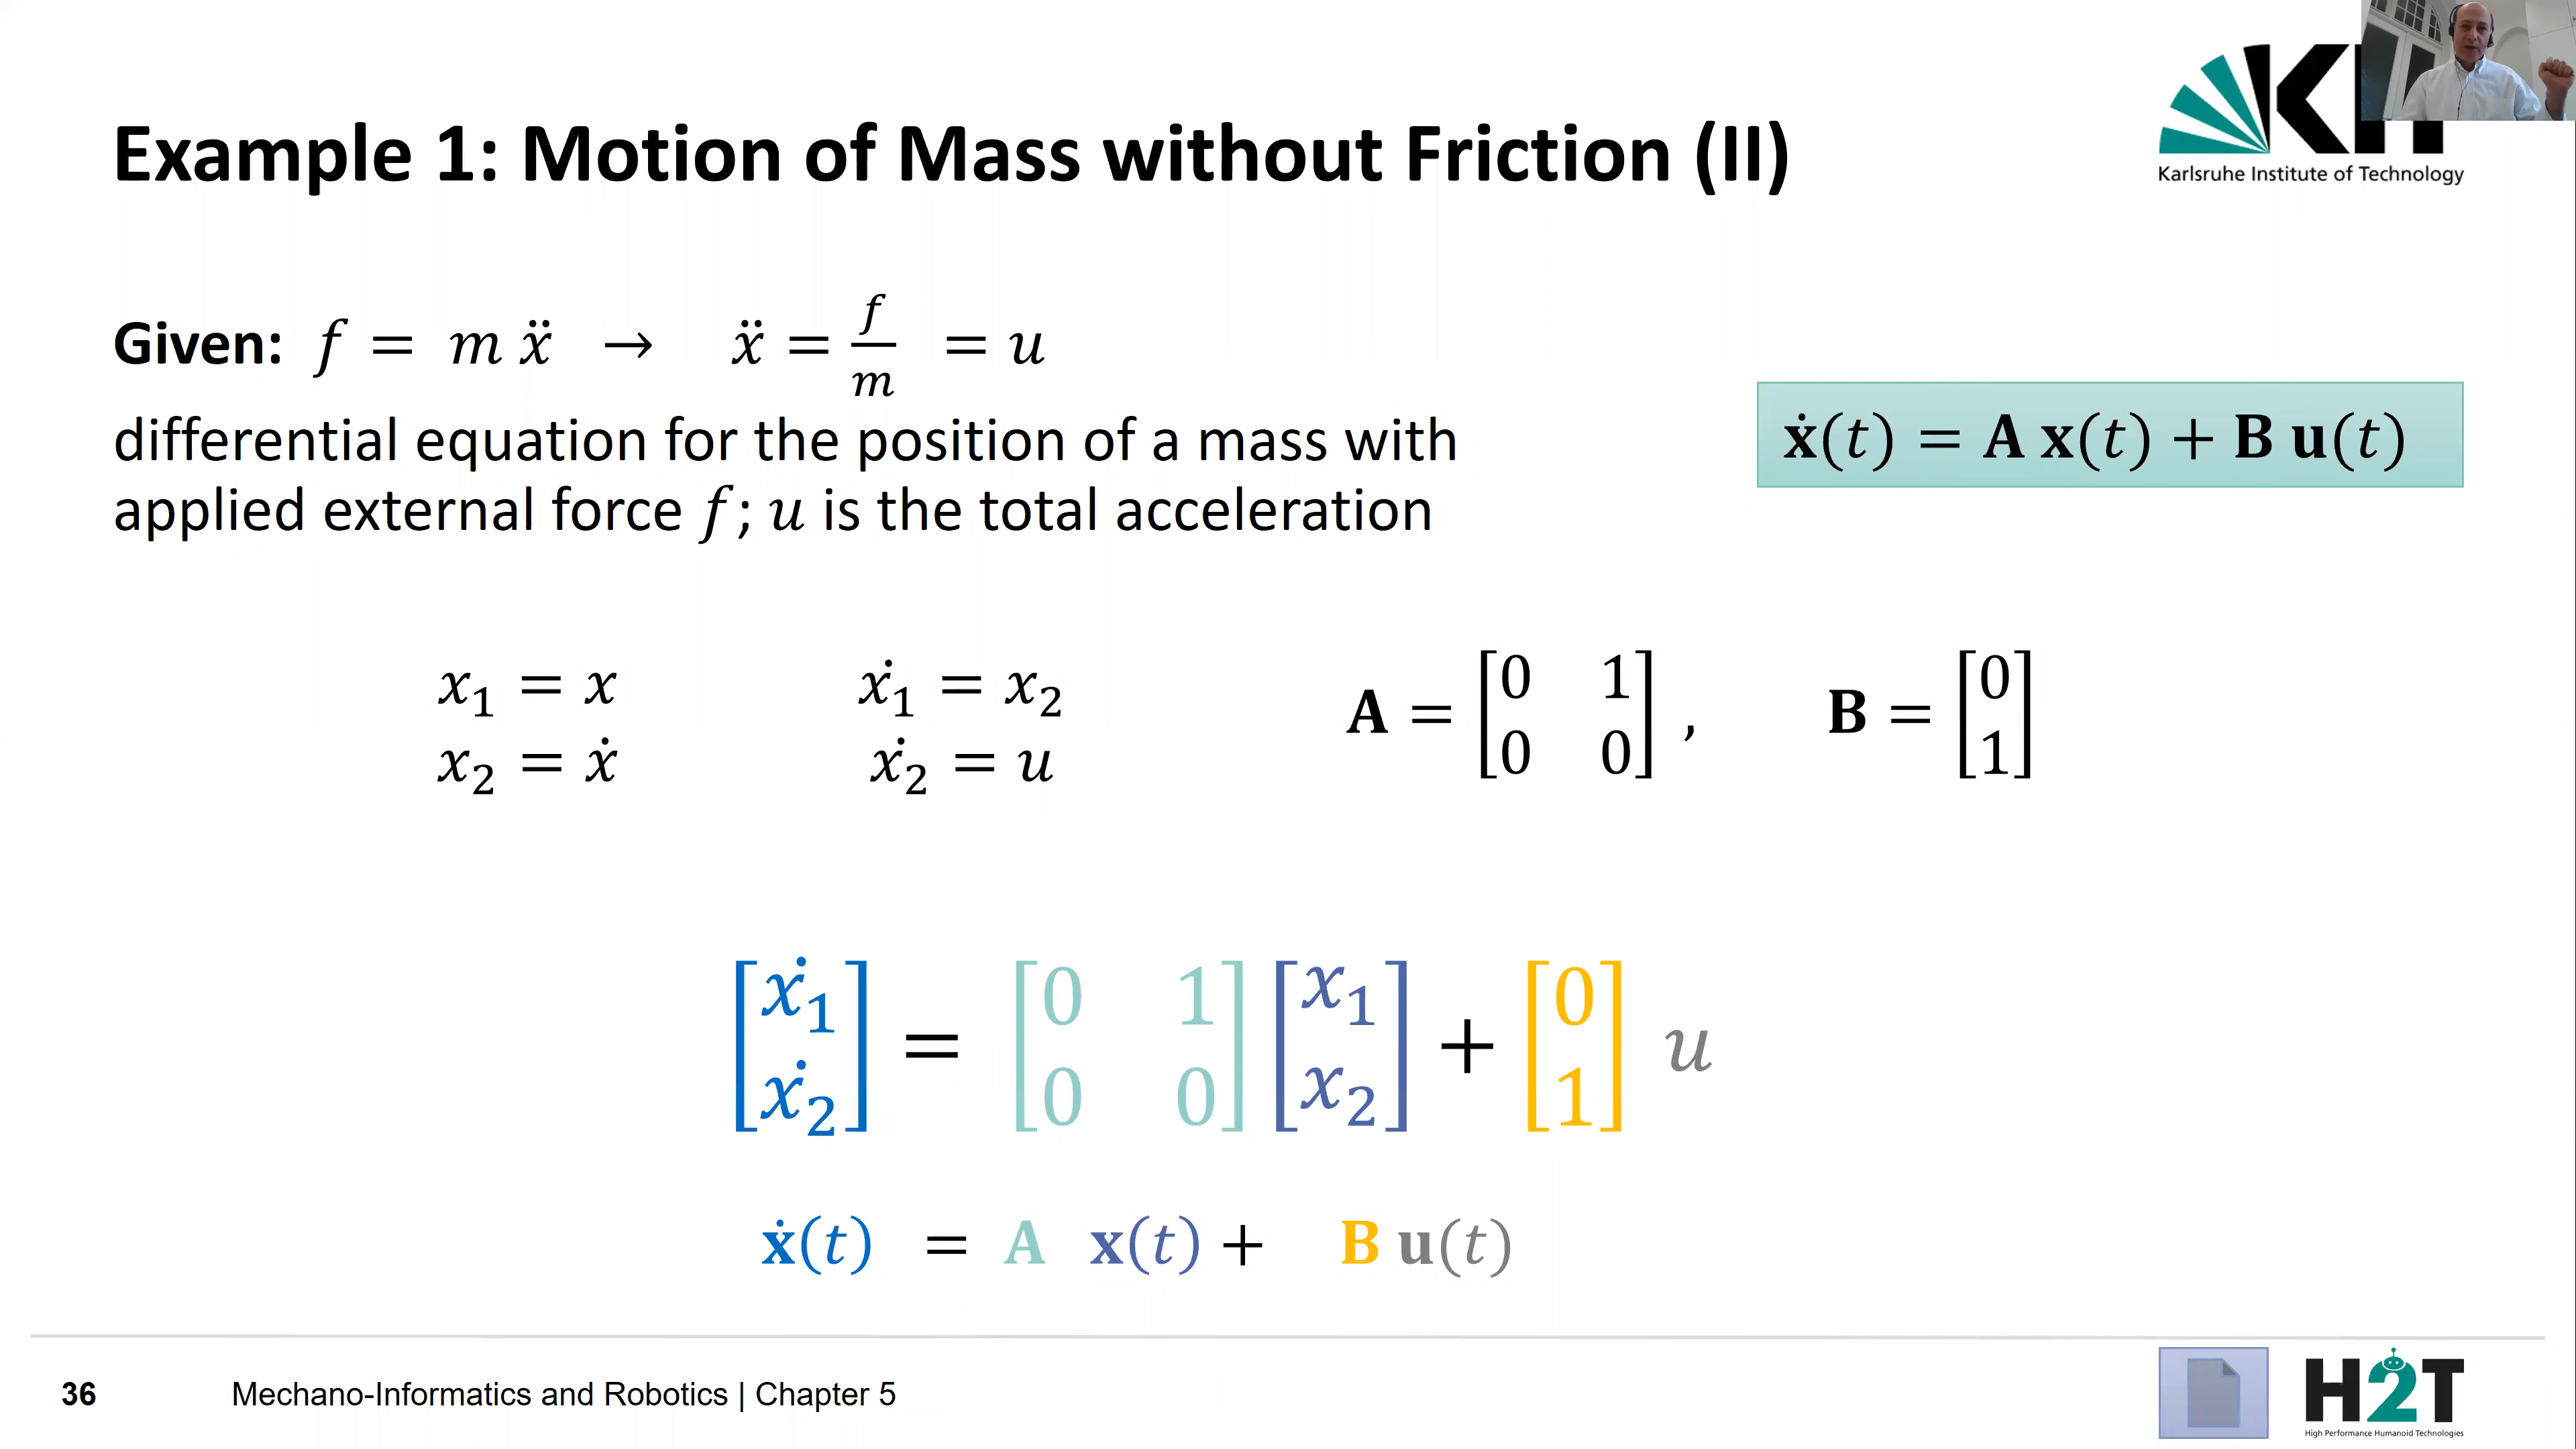 Example 1: Motion of Mass without Friction (II)
Karlsruhe Institute of Technology
Given: f = m ẍ → ẍ = f/m = u
differential equation for the position of a mass with
applied external force f; u is the total acceleration
ẋ(t) = A x(t) + B u(t)
x₁ = x
x₂ = ẋ
ẋ₁ = x₂
ẋ₂ = u
A = [0 1; 0 0] , B = [0; 1]
[ẋ₁; ẋ₂] = [0 1; 0 0] [x₁; x₂] + [0; 1] u
ẋ(t) = A x(t) + B u(t)
36 Mechano-Informatics and Robotics | Chapter 5
H2T
High Performance Humanoid Technologies